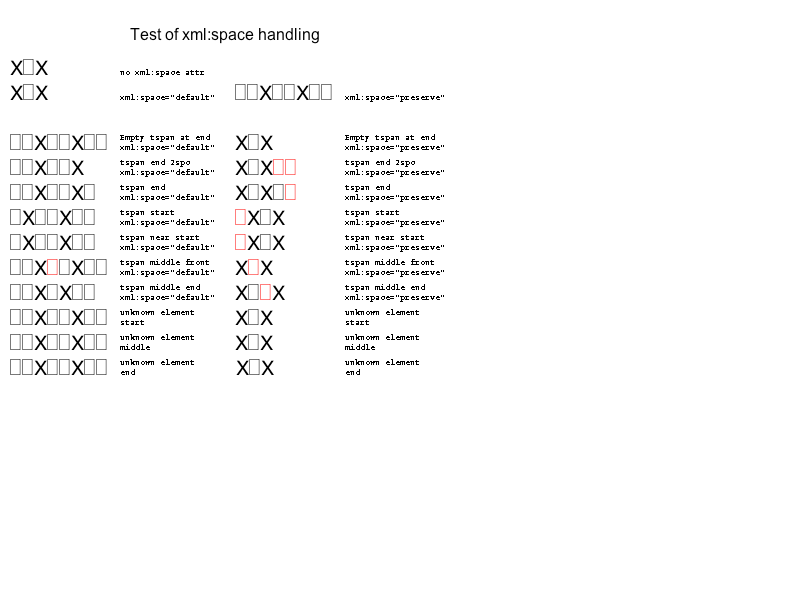 Test of xml:space handling
X□X no xml:space attr
X□X xml:space="default" □□X□□X□□ xml:space="preserve"
□□X□□X□□ Empty tspan at end X□X Empty tspan at end
xml:space="default" xml:space="preserve"
□□X□□X tspan end 2spo X□X□□ tspan end 2spo
xml:space="default" xml:space="preserve"
□□X□□X□ tspan end X□X□□ tspan end
xml:space="default" xml:space="preserve"
□X□□X□□ tspan start □X□X tspan start
xml:space="default" xml:space="preserve"
□X□□X□□ tspan near start □X□X tspan near start
xml:space="default" xml:space="preserve"
□□X□□X□□ tspan middle front X□X tspan middle front
xml:space="default" xml:space="preserve"
□□X□X□□ tspan middle end X□□X tspan middle end
xml:space="default" xml:space="preserve"
□□X□□X□□ unknown element X□X unknown element
start start
□□X□□X□□ unknown element X□X unknown element
middle middle
□□X□□X□□ unknown element X□X unknown element
end end